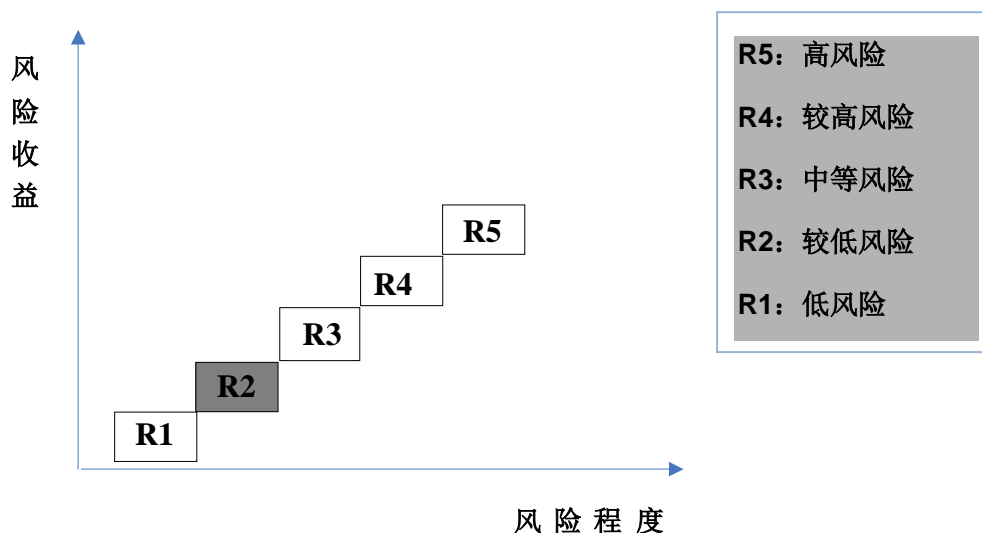 风
险
收
益
R5：高风险
R4：较高风险
R3：中等风险
R2：较低风险
R1：低风险
R5
R4
R3
R2
R1
风 险 程 度